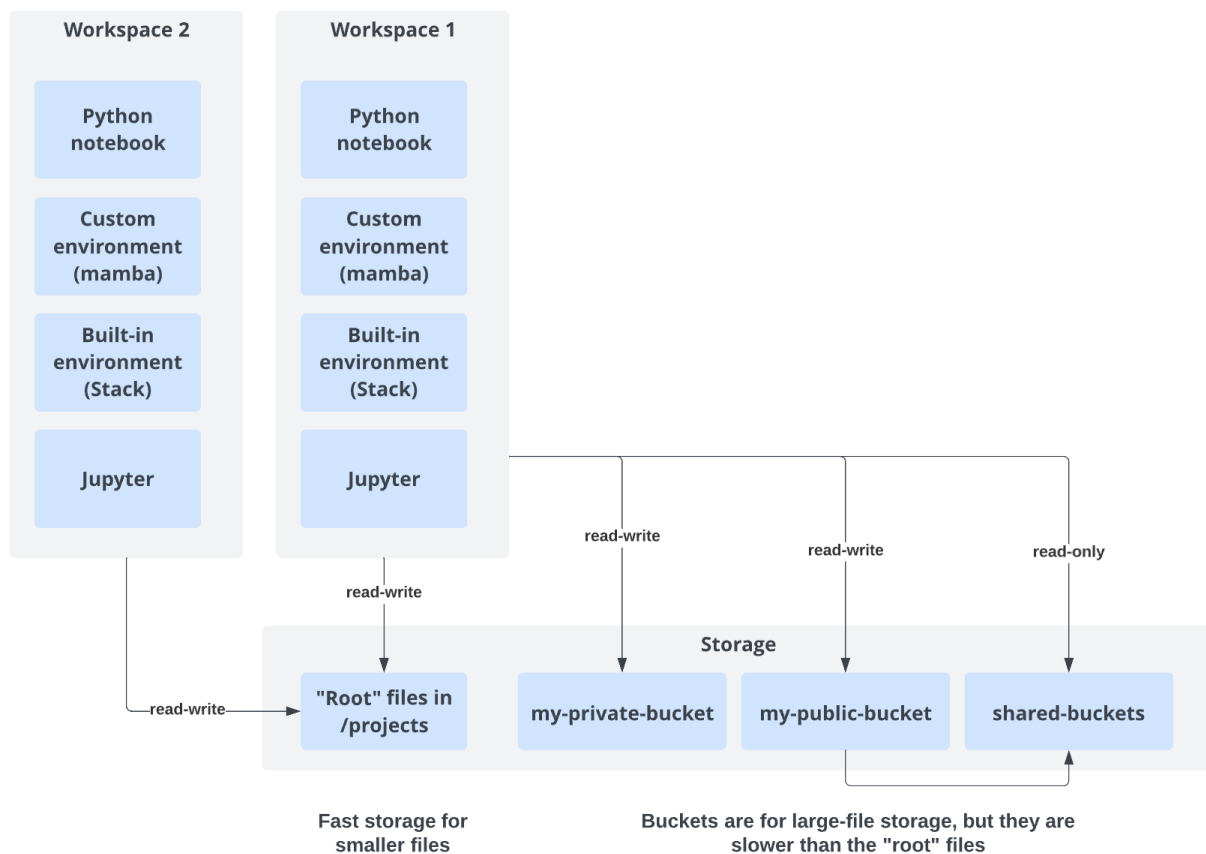 Workspace 2
Python
notebook
Custom
environment
(mamba)
Built-in
environment
(Stack)
Jupyter
Workspace 1
Python
notebook
Custom
environment
(mamba)
Built-in
environment
(Stack)
Jupyter
read-write
read-write
read-only
read-write
read-write
Storage
"Root" files in
/projects
my-private-bucket
my-public-bucket
shared-buckets
Fast storage for
smaller files
Buckets are for large-file storage, but they are
slower than the "root" files